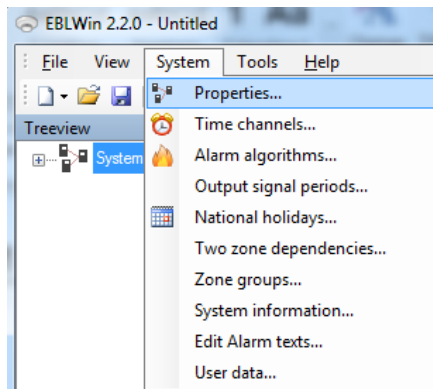 EBLWin 2.2.0 - Untitled
File View System Tools Help
Properties...
Treeview
Time channels...
System
Alarm algorithms...
Output signal periods...
National holidays...
Two zone dependencies...
Zone groups...
System information...
Edit Alarm texts...
User data...